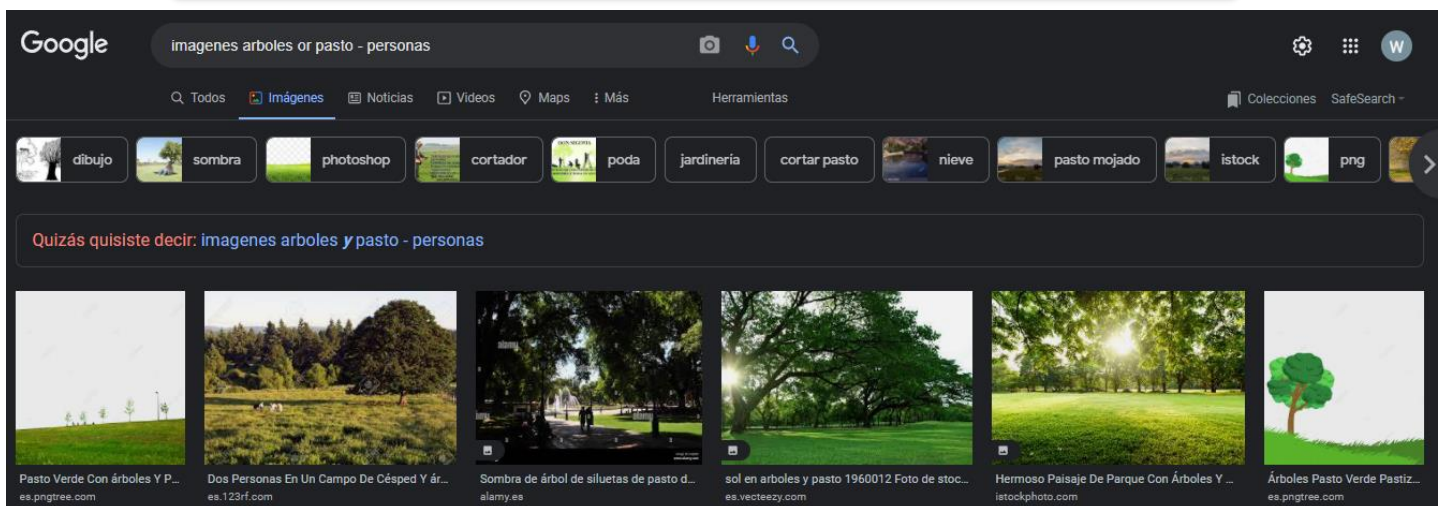 Google
imagenes arboles or pasto - personas
W
Todos Imágenes Noticias Videos Maps Más Herramientas
Colecciones SafeSearch
dibujo sombra photoshop cortador poda jardinería cortar pasto nieve pasto mojado istock png
Quizás quisiste decir: imagenes arboles y pasto - personas
alamy
alamy
Pasto Verde Con árboles Y P... Dos Personas En Un Campo De Césped Y ár... Sombra de árbol de siluetas de pasto d... sol en arboles y pasto 1960012 Foto de stoc... Hermoso Paisaje De Parque Con Árboles Y ... Árboles Pasto Verde Pastiz...
es.pngtree.com es.123rf.com alamy.es es.vecteezy.com istockphoto.com es.pngtree.com